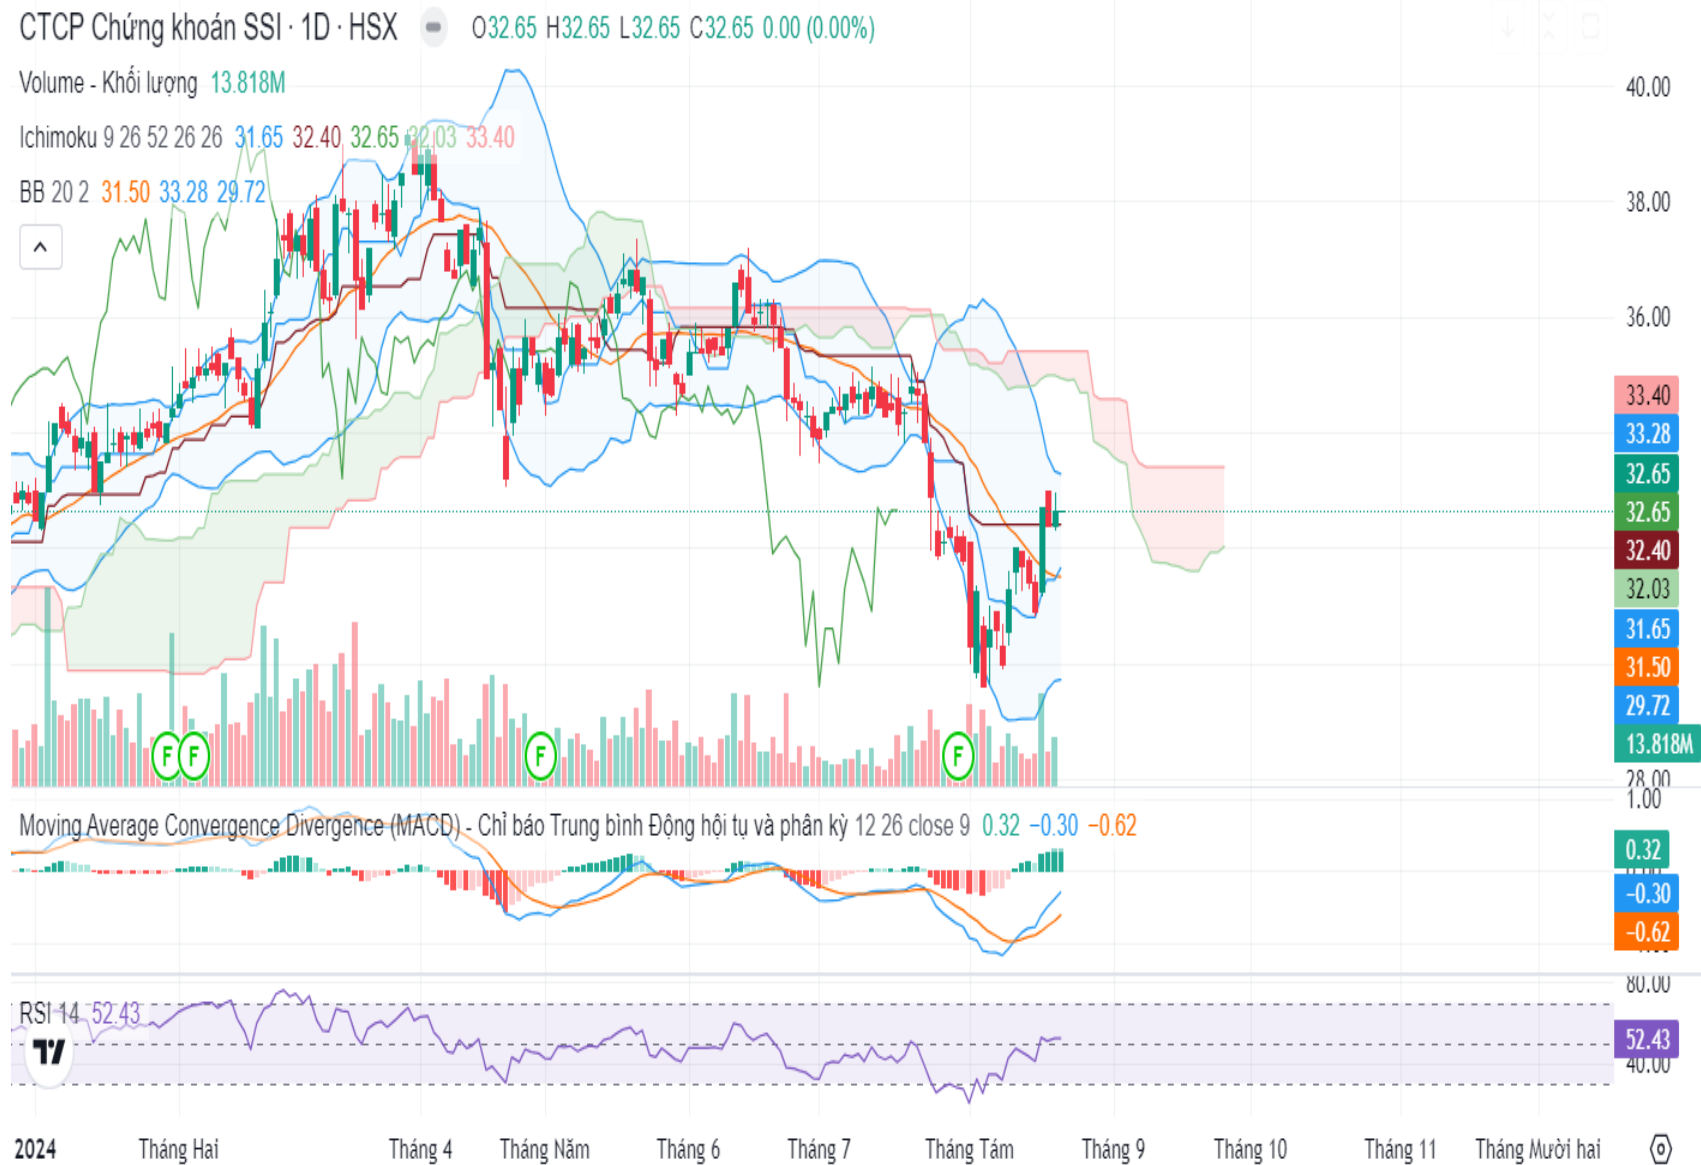 CTCP Chứng khoán SSI · 1D · HSX O32.65 H32.65 L32.65 C32.65 0.00 (0.00%)
Volume - Khối lượng 13.818M
Ichimoku 9 26 52 26 26 31.65 32.40 32.65 32.03 33.40
BB 20 2 31.50 33.28 29.72
40.00
38.00
36.00
33.40
33.28
32.65
32.65
32.40
32.03
31.65
31.50
29.72
13.818M
28.00
F F F F
1.00
Moving Average Convergence Divergence (MACD) - Chỉ báo Trung bình Động hội tụ và phân kỳ 12 26 close 9 0.32 −0.30 −0.62
0.32
−0.30
−0.62
80.00
RSI 14 52.43
52.43
40.00
2024 Tháng Hai Tháng 4 Tháng Năm Tháng 6 Tháng 7 Tháng Tám Tháng 9 Tháng 10 Tháng 11 Tháng Mười hai